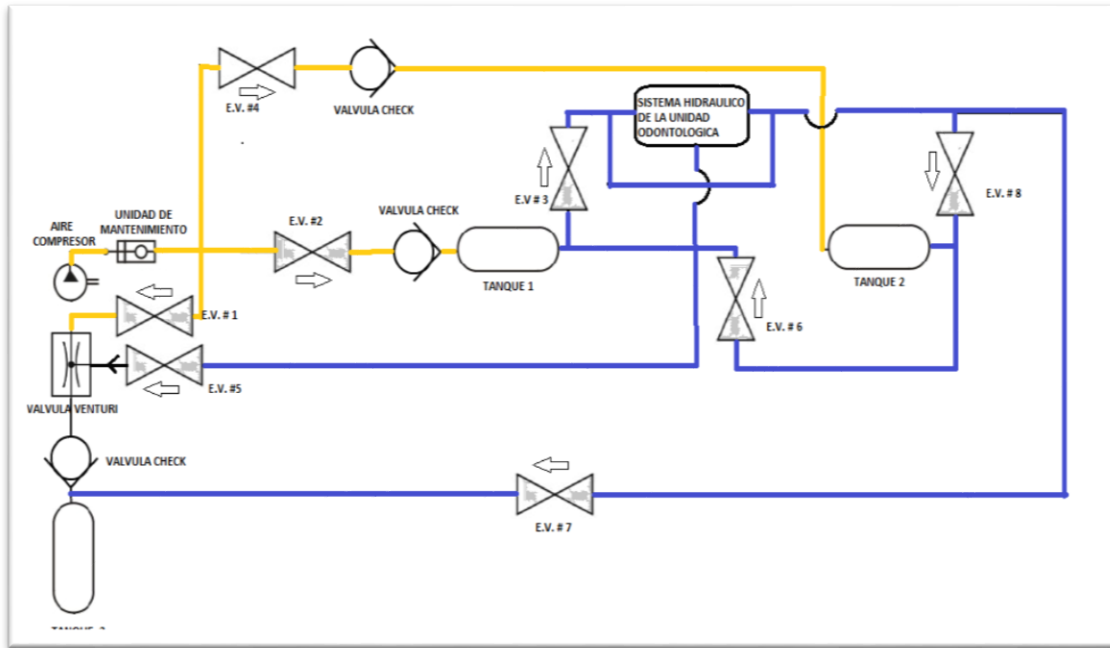 E.V. #4
VALVULA CHECK
SISTEMA HIDRAULICO
DE LA UNIDAD
ODONTOLOGICA
E.V # 3
E.V. # 8
UNIDAD DE
MANTENIMIENTO
AIRE
COMPRESOR
E.V. #2
VALVULA CHECK
TANQUE 1
TANQUE 2
E.V. # 1
E.V. # 6
E.V. #5
VALVULA VENTURI
VALVULA CHECK
E.V. # 7
TANQUE